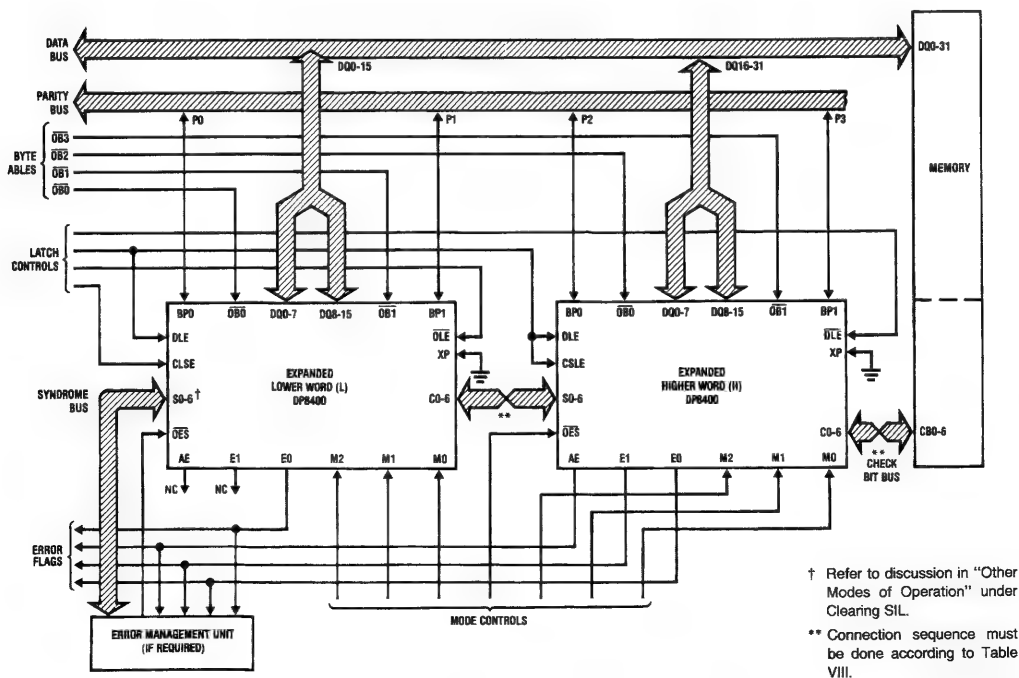 DATA
BUS
DQ0-15
DQ16-31
DQ0-31
PARITY
BUS
P0
P1
P2
P3
BYTE
ABLES
OB3
OB2
OB1
OB0
MEMORY
LATCH
CONTROLS
BP0
OB0
DQ0-7
DQ8-15
OB1
BP1
DLE
CLSE
OLE
XP
EXPANDED
LOWER WORD (L)
DP8400
S0-6 †
C0-6
OES
AE
E1
E0
M2
M1
M0
NC
NC
**
BP0
OB0
DQ0-7
DQ8-15
OB1
BP1
DLE
CSLE
DLE
XP
EXPANDED
HIGHER WORD (H)
DP8400
S0-6
C0-6
OES
AE
E1
E0
M2
M1
M0
CB0-6
**
CHECK
BIT BUS
SYNDROME
BUS
ERROR
FLAGS
MODE CONTROLS
ERROR MANAGEMENT UNIT
(IF REQUIRED)
† Refer to discussion in "Other
Modes of Operation" under
Clearing SIL.
** Connection sequence must
be done according to Table
VIII.